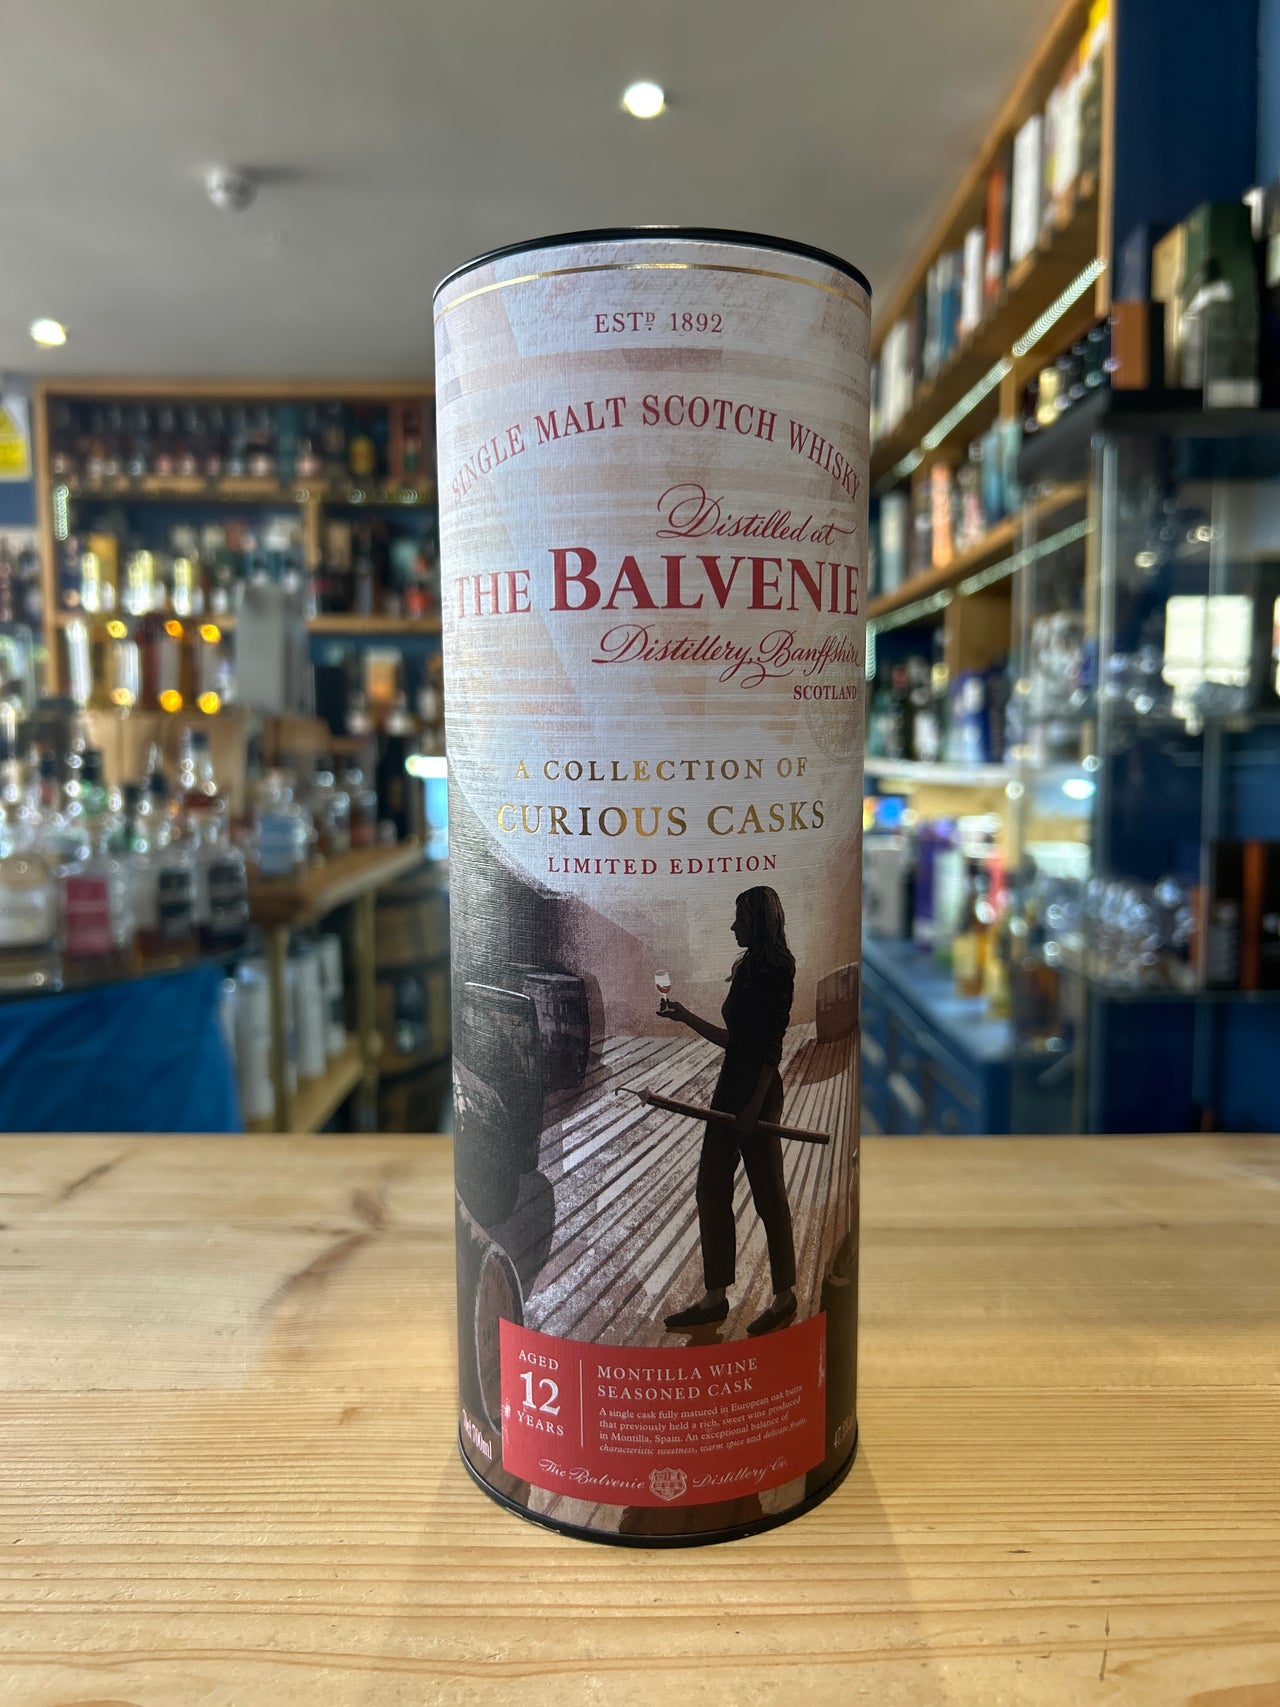 ESTD 1892
SINGLE MALT SCOTCH WHISKY
Distilled at
THE BALVENIE
Distillery, Banffshire
SCOTLAND
A COLLECTION OF
CURIOUS CASKS
LIMITED EDITION
AGED
12
YEARS
MONTILLA WINE
SEASONED CASK
A single cask fully matured in European oak butts
that previously held a rich, sweet wine produced
in Montilla, Spain. An exceptional balance of
characteristic sweetness, warm spice and delicate fruits.
700ml
The Balvenie Distillery Co.